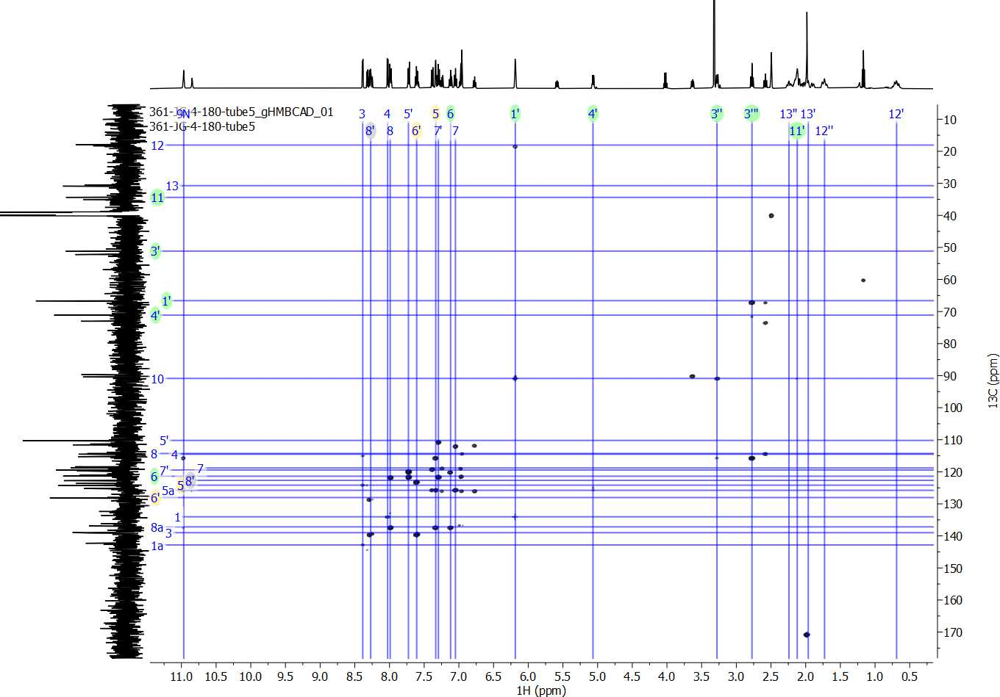 361-JG-4-180-tube5_gHMBCAD_01
361-JG-4-180-tube5
9N 3 4 5' 5 6 1' 4' 3'' 3''' 13'' 13' 12'
8' 8 6' 7' 7 11' 12''
12
13
11
3'
1'
4'
10
5'
8 4
7' 7
6 5 8'
5a
6'
1
8a 3
1a
10
20
30
40
50
60
70
80
90
100
110
120
130
140
150
160
170
13C (ppm)
11.0 10.5 10.0 9.5 9.0 8.5 8.0 7.5 7.0 6.5 6.0 5.5 5.0 4.5 4.0 3.5 3.0 2.5 2.0 1.5 1.0 0.5
1H (ppm)